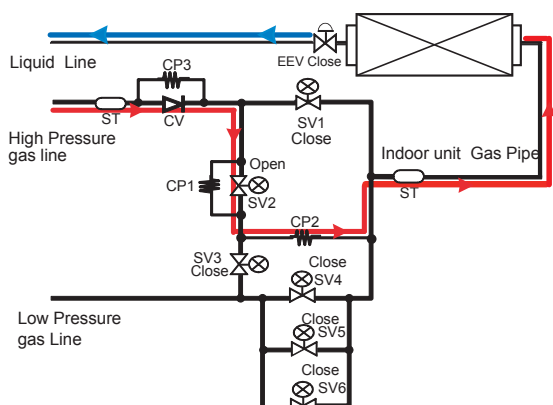 Liquid Line
EEV Close
CP3
ST
CV
High Pressure
gas line
SV1
Close
Indoor unit Gas Pipe
ST
Open
CP1
SV2
CP2
SV3
Close
Close
SV4
Low Pressure
gas Line
Close
SV5
Close
SV6